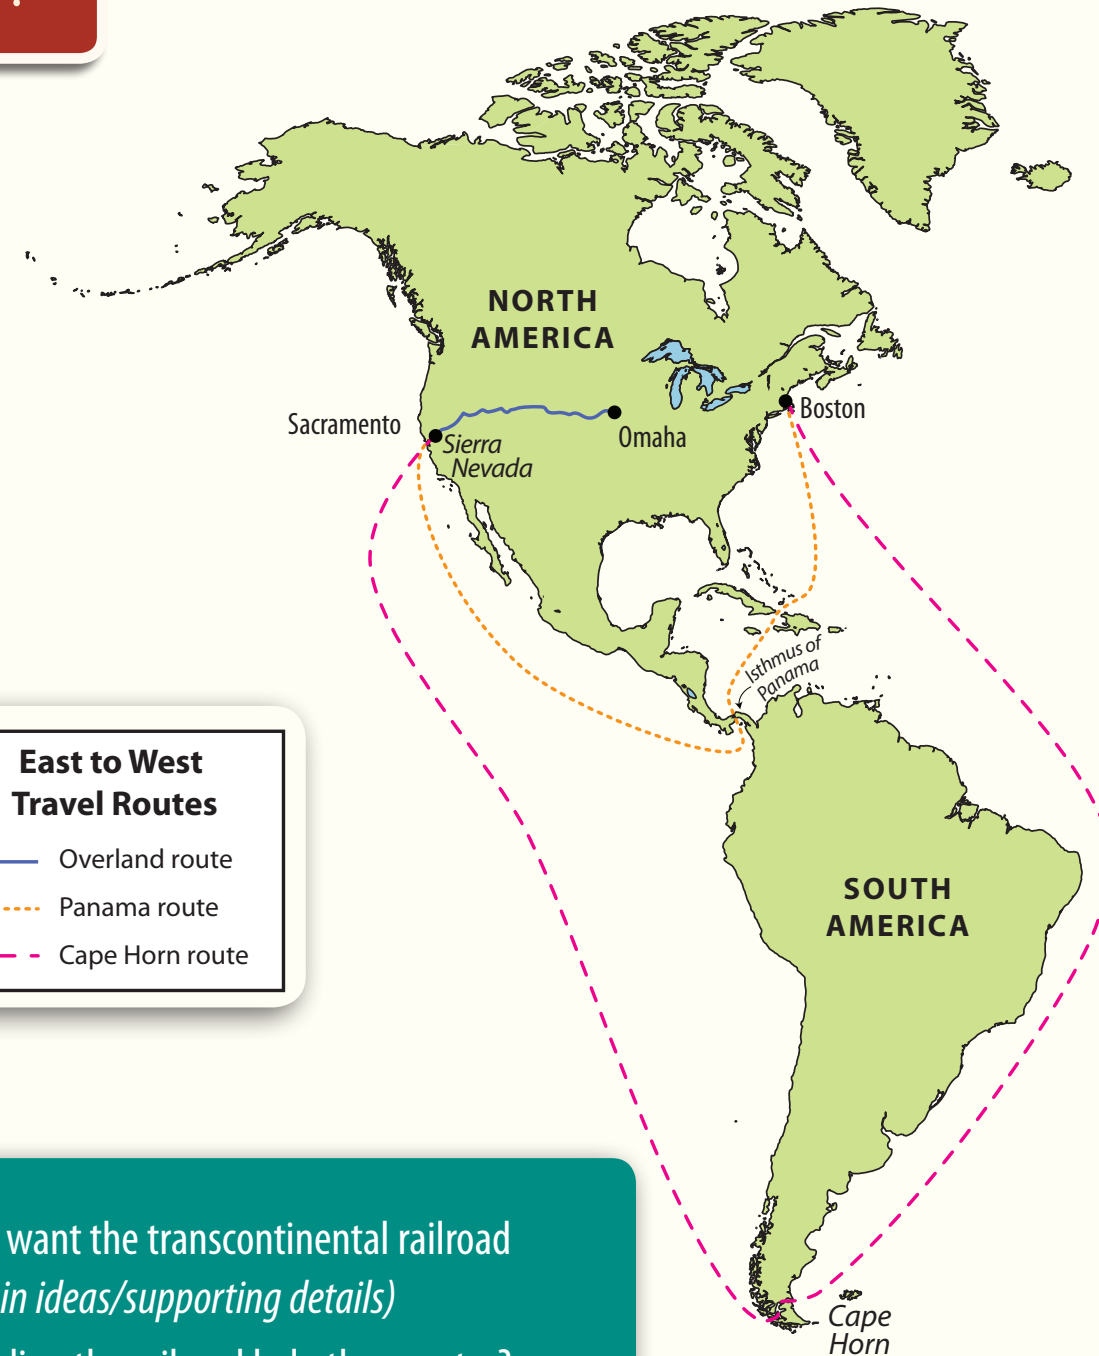 NORTH
AMERICA
Sacramento
Sierra
Nevada
Omaha
Boston
Isthmus of
Panama
East to West
Travel Routes
Overland route
Panama route
Cape Horn route
SOUTH
AMERICA
want the transcontinental railroad
in ideas/supporting details)
Cape
Horn